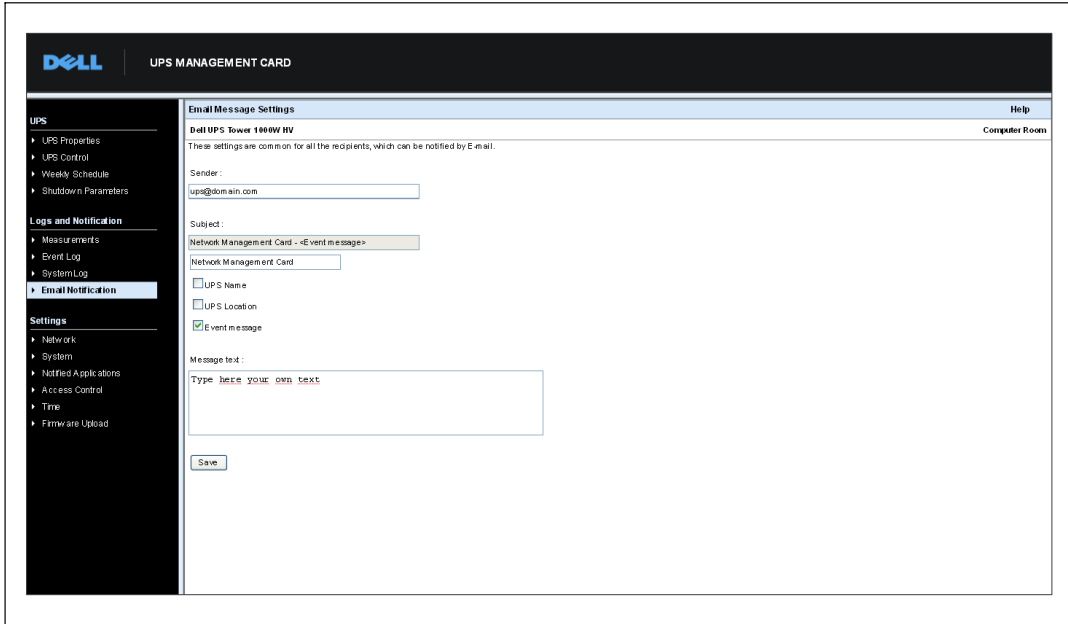 DELL
UPS MANAGEMENT CARD
UPS
UPS Properties
UPS Control
Weekly Schedule
Shutdown Parameters
Logs and Notification
Measurements
Event Log
System Log
Email Notification
Settings
Network
System
Notified Applications
Access Control
Time
Firmware Upload
Email Message Settings Help
Dell UPS Tower 1000W HV Computer Room
These settings are common for all the recipients, which can be notified by E-mail.
Sender :
ups@domain.com
Subject :
Network Management Card - <Event message>
Network Management Card
UPS Name
UPS Location
Event message
Message text :
Type here your own text
Save